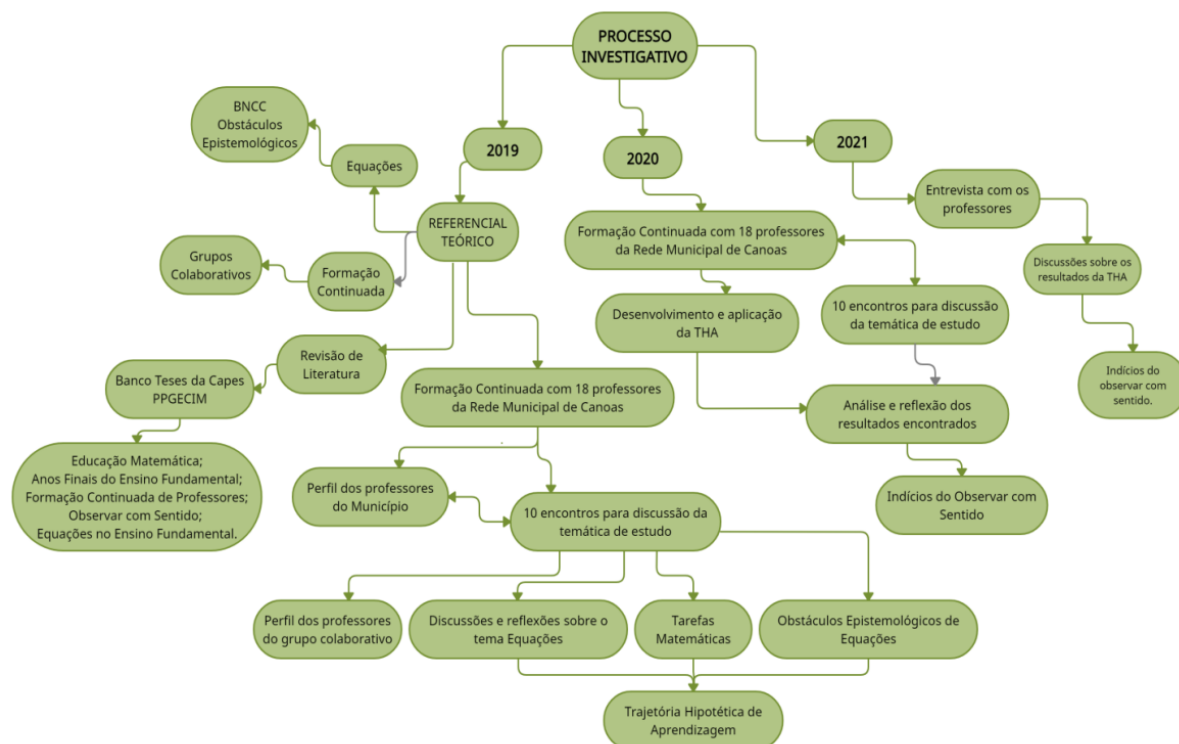 PROCESSO
INVESTIGATIVO
2019
2020
2021
BNCC
Obstáculos
Epistemológicos
Equações
REFERENCIAL
TEÓRICO
Grupos
Colaborativos
Formação
Continuada
Revisão de
Literatura
Banco Teses da Capes
PPGECIM
Educação Matemática;
Anos Finais do Ensino Fundamental;
Formação Continuada de Professores;
Observar com Sentido;
Equações no Ensino Fundamental.
Formação Continuada com 18 professores
da Rede Municipal de Canoas
Perfil dos professores
do Município
10 encontros para discussão da
temática de estudo
Perfil dos professores
do grupo colaborativo
Discussões e reflexões sobre o
tema Equações
Tarefas
Matemáticas
Obstáculos Epistemológicos de
Equações
Trajetória Hipotética de
Aprendizagem
Formação Continuada com 18 professores
da Rede Municipal de Canoas
Desenvolvimento e aplicação
da THA
10 encontros para discussão
da temática de estudo
Análise e reflexão dos
resultados encontrados
Indícios do Observar com
Sentido
Entrevista com os
professores
Discussões sobre os
resultados da THA
Indícios do
observar com
sentido.